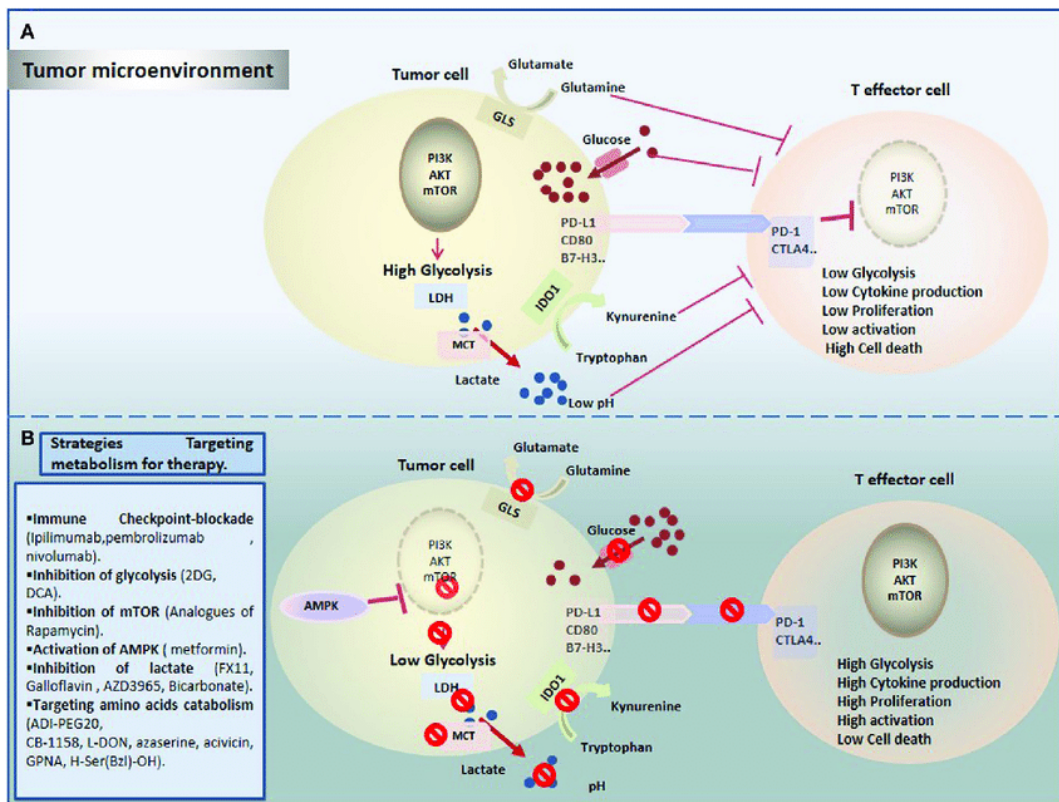 A
Tumor microenvironment
Tumor cell
Glutamate
Glutamine
GLS
T effector cell
Glucose
PI3K
AKT
mTOR
PI3K
AKT
mTOR
PD-L1
CD80
B7-H3..
PD-1
CTLA4..
High Glycolysis
LDH
IDO1
MCT
Kynurenine
Tryptophan
Lactate
Low pH
Low Glycolysis
Low Cytokine production
Low Proliferation
Low activation
High Cell death
B
Strategies Targeting
metabolism for therapy.
▪Immune Checkpoint-blockade
(Ipilimumab,pembrolizumab ,
nivolumab).
▪Inhibition of glycolysis (2DG,
DCA).
▪Inhibition of mTOR (Analogues of
Rapamycin).
▪Activation of AMPK ( metformin).
▪Inhibition of lactate (FX11,
Galloflavin , AZD3965, Bicarbonate).
▪Targeting amino acids catabolism
(ADI-PEG20,
CB-1158, L-DON, azaserine, acivicin,
GPNA, H-Ser(Bzl)-OH).
Tumor cell
Glutamate
Glutamine
GLS
T effector cell
Glucose
PI3K
AKT
mTOR
AMPK
PI3K
AKT
mTOR
PD-L1
CD80
B7-H3..
PD-1
CTLA4..
Low Glycolysis
LDH
IDO1
MCT
Kynurenine
Tryptophan
Lactate
pH
High Glycolysis
High Cytokine production
High Proliferation
High activation
Low Cell death